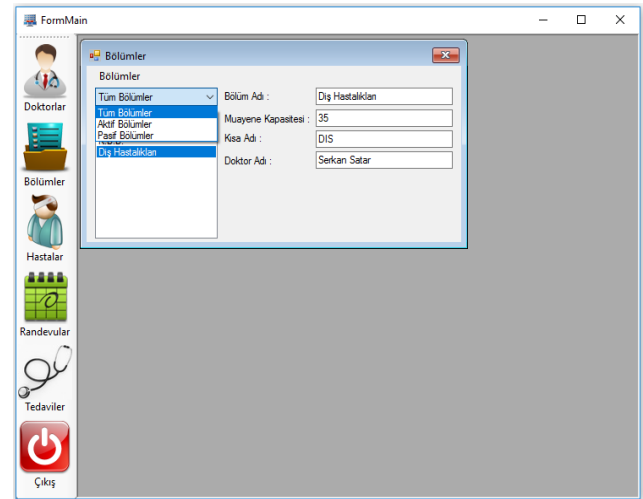 FormMain
Doktorlar
Bölümler
Hastalar
Randevular
Tedaviler
Çıkış
Bölümler
Bölümler
Tüm Bölümler
Tüm Bölümler
Aktif Bölümler
Pasif Bölümler
Diş Hastalıkları
Bölüm Adı : Diş Hastalıkları
Muayene Kapasitesi : 35
Kısa Adı : DIS
Doktor Adı : Serkan Satar